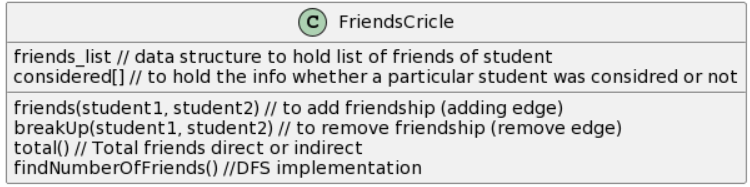 C FriendsCricle
friends_list // data structure to hold list of friends of student
considered[] // to hold the info whether a particular student was considred or not
friends(student1, student2) // to add friendship (adding edge)
breakUp(student1, student2) // to remove friendship (remove edge)
total() // Total friends direct or indirect
findNumberOfFriends() //DFS implementation